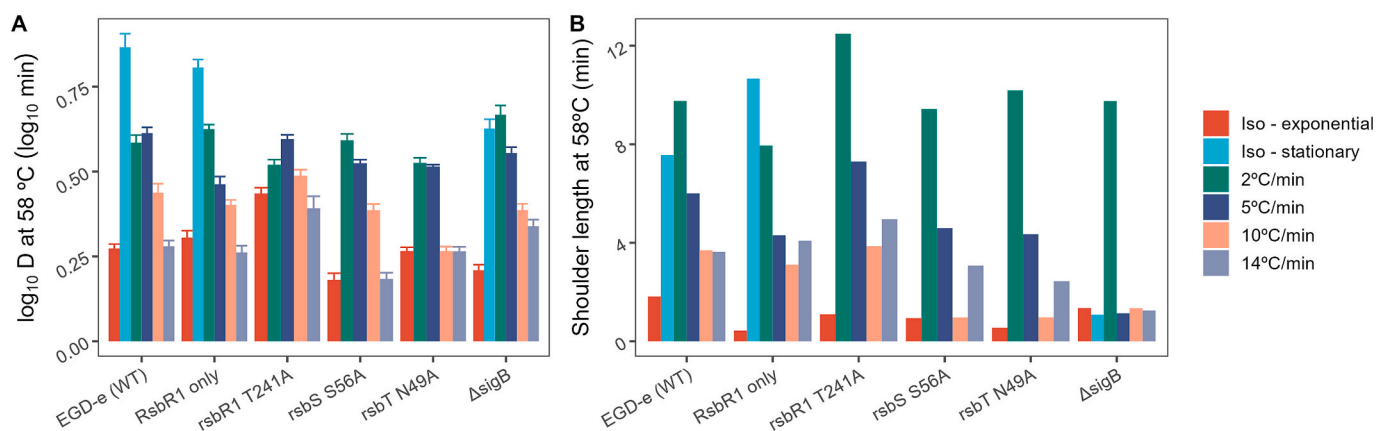 A
log₁₀ D at 58 ºC (log₁₀ min)
0.75
0.50
0.25
0.00
EGD-e (WT)
RsbR1 only
rsbR1 T241A
rsbS S56A
rsbT N49A
ΔsigB
B
Shoulder length at 58ºC (min)
12
8
4
0
EGD-e (WT)
RsbR1 only
rsbR1 T241A
rsbS S56A
rsbT N49A
ΔsigB
Iso - exponential
Iso - stationary
2ºC/min
5ºC/min
10ºC/min
14ºC/min